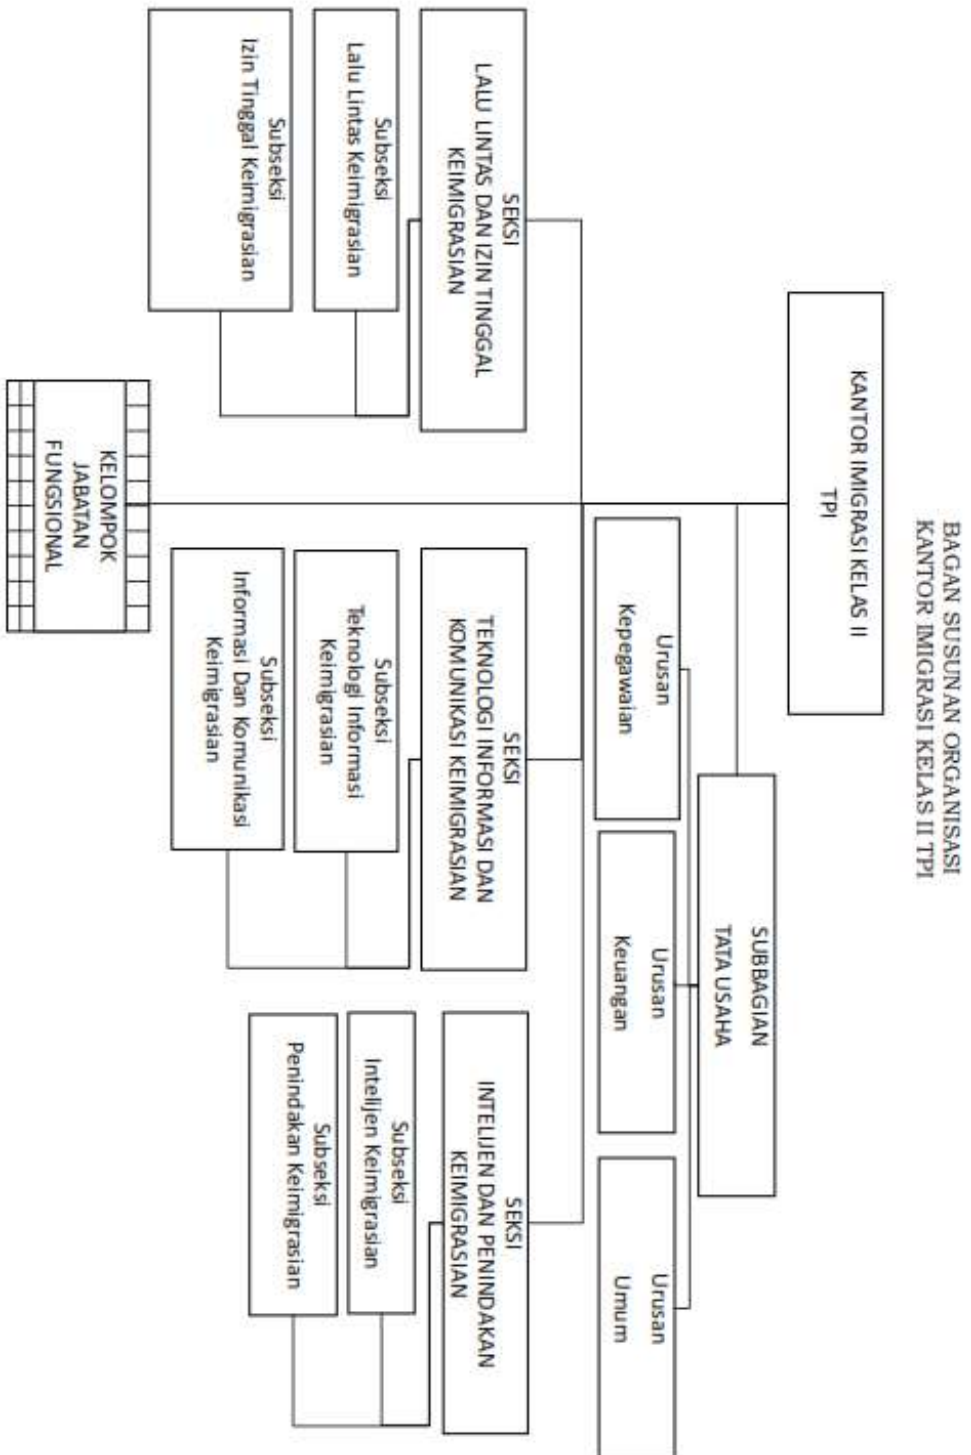 BAGAN SUSUNAN ORGANISASI
KANTOR IMIGRASI KELAS II TPI
KANTOR IMIGRASI KELAS II
TPI
SUBBAGIAN
TATA USAHA
Urusan
Kepegawaian
Urusan
Keuangan
Urusan
Umum
SEKSI
LALU LINTAS DAN IZIN TINGGAL
KEIMIGRASIAN
Subseksi
Lalu Lintas Keimigrasian
Subseksi
Izin Tinggal Keimigrasian
SEKSI
TEKNOLOGI INFORMASI DAN
KOMUNIKASI KEIMIGRASIAN
Subseksi
Teknologi Informasi
Keimigrasian
Subseksi
Informasi Dan Komunikasi
Keimigrasian
SEKSI
INTELIJEN DAN PENINDAKAN
KEIMIGRASIAN
Subseksi
Intelijen Keimigrasian
Subseksi
Penindakan Keimigrasian
KELOMPOK
JABATAN
FUNGSIONAL